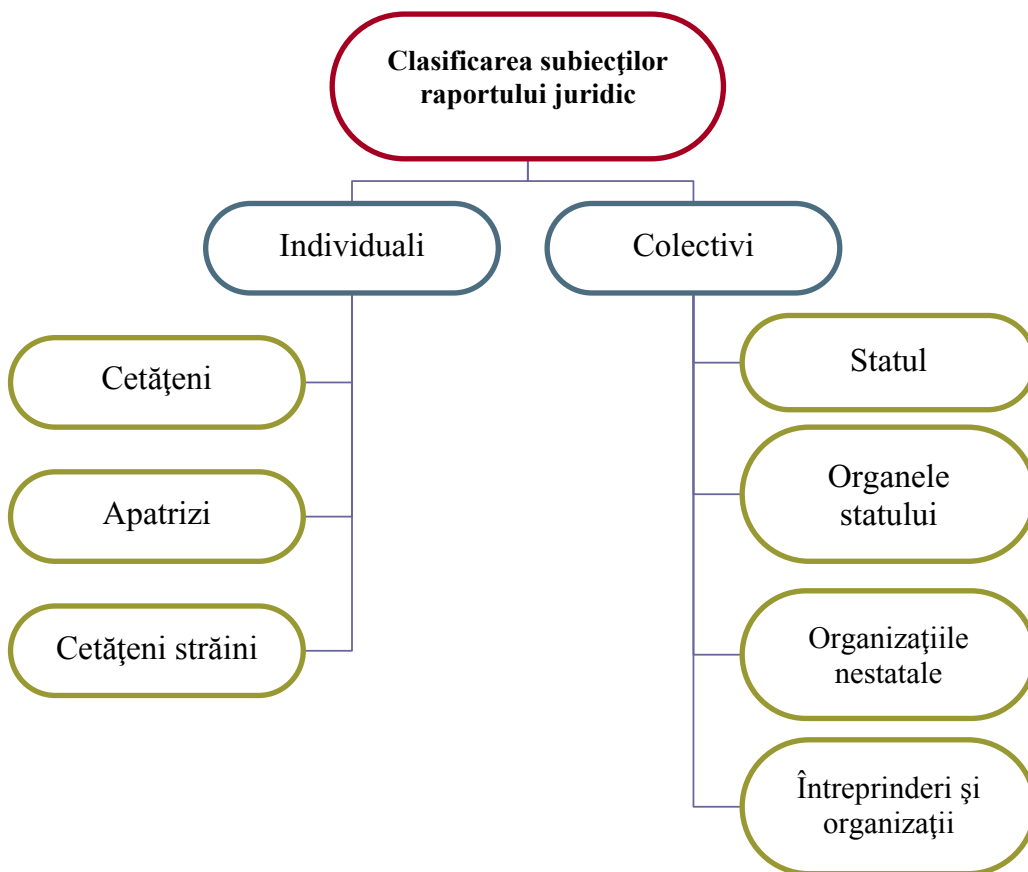 Clasificarea subiecţilor
raportului juridic
Individuali
Colectivi
Cetăţeni
Apatrizi
Cetăţeni străini
Statul
Organele
statului
Organizaţiile
nestatale
Întreprinderi şi
organizaţii